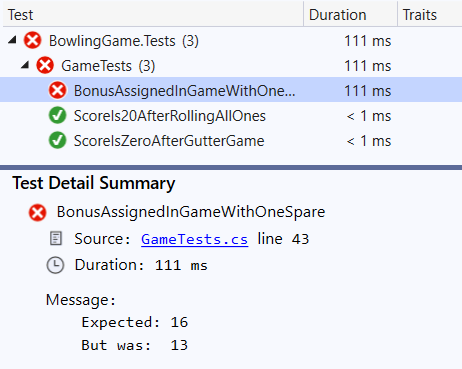 Test Duration Traits
BowlingGame.Tests (3) 111 ms
GameTests (3) 111 ms
BonusAssignedInGameWithOne... 111 ms
ScoreIs20AfterRollingAllOnes < 1 ms
ScoreIsZeroAfterGutterGame < 1 ms
Test Detail Summary
BonusAssignedInGameWithOneSpare
Source: GameTests.cs line 43
Duration: 111 ms
Message:
Expected: 16
But was: 13